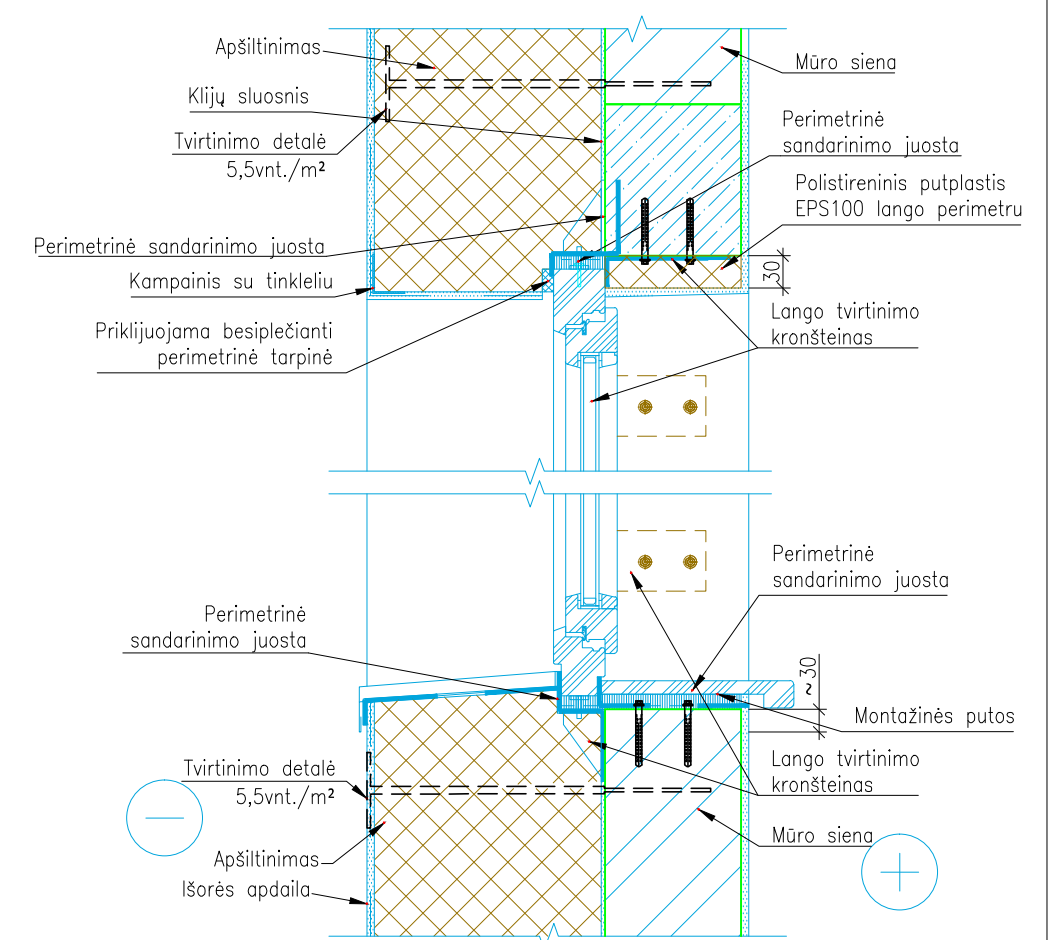 Apšiltinimas
Klijų sluosnis
Tvirtinimo detalė
5,5vnt./m²
Perimetrinė sandarinimo juosta
Kampainis su tinkleliu
Priklijuojama besiplečianti
perimetrinė tarpinė
Mūro siena
Perimetrinė
sandarinimo juosta
Polistireninis putplastis
EPS100 lango perimetru
30
Lango tvirtinimo
kronšteinas
Perimetrinė
sandarinimo juosta
Perimetrinė
sandarinimo juosta
~30
Montažinės putos
Lango tvirtinimo
kronšteinas
Mūro siena
Tvirtinimo detalė
5,5vnt./m²
Apšiltinimas
Išorės apdaila